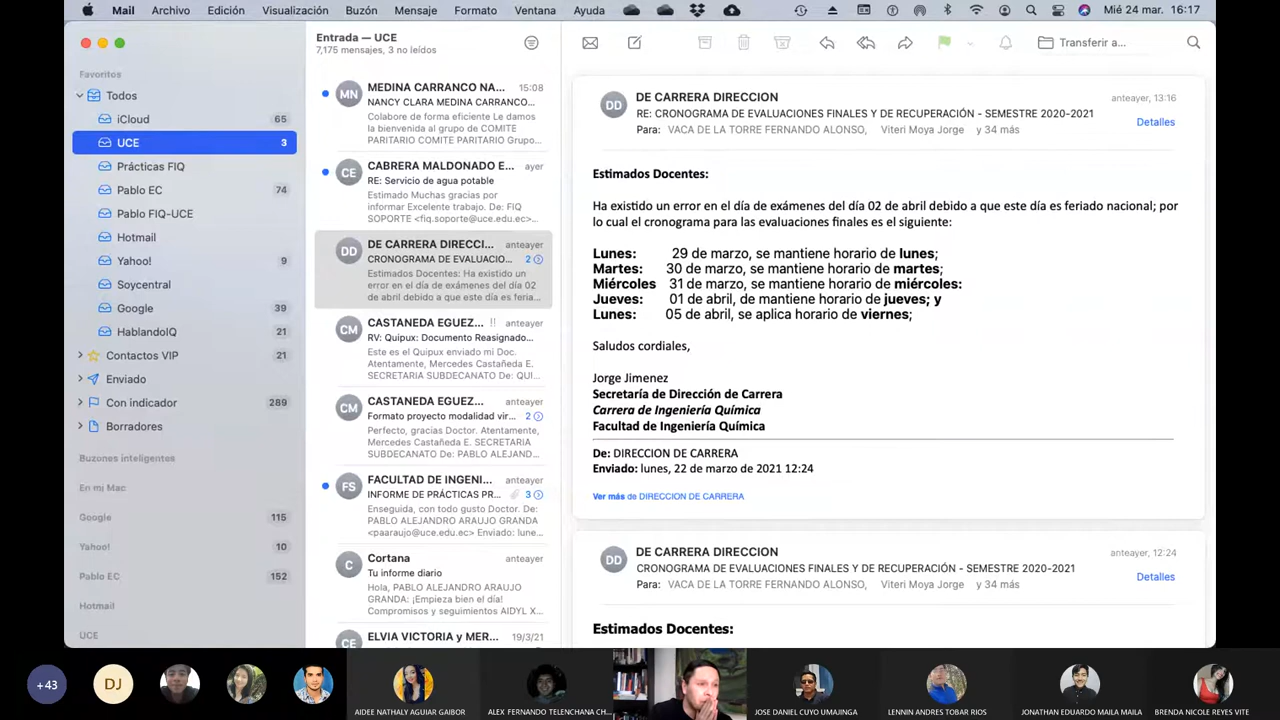 Mail Archivo Edición Visualización Buzón Mensaje Formato Ventana Ayuda Mié 24 mar. 16:17
Favoritos
Todos
iCloud 65
UCE 3
Prácticas FIQ
Pablo EC 74
Pablo FIQ-UCE
Hotmail
Yahoo! 9
Soycentral
Google 39
HablandoIQ 21
Contactos VIP 21
Enviado
Con indicador 289
Borradores
Buzones inteligentes
En mi Mac
Google 115
Yahoo! 10
Pablo EC 152
Hotmail
UCE
Entrada — UCE
7,175 mensajes, 3 no leídos
MN MEDINA CARRANCO NA... 15:08
NANCY CLARA MEDINA CARRANCO...
Colabore de forma eficiente Le damos
la bienvenida al grupo de COMITE
PARITARIO COMITE PARITARIO Grupo...
CE CABRERA MALDONADO E... ayer
RE: Servicio de agua potable
Estimado Muchas gracias por
informar Excelente trabajo. De: FIQ
SOPORTE <fiq.soporte@uce.edu.ec>...
DD DE CARRERA DIRECCI... anteayer
CRONOGRAMA DE EVALUACIO... 2
Estimados Docentes: Ha existido un
error en el día de exámenes del día 02
de abril debido a que este día es feria...
CM CASTANEDA EGUEZ... !! anteayer
RV: Quipux: Documento Reasignado...
Este es el Quipux enviado mi Doc.
Atentamente, Mercedes Castañeda E.
SECRETARIA SUBDECANATO De: QUI...
CM CASTANEDA EGUEZ... anteayer
Formato proyecto modalidad vir... 2
Perfecto, gracias Doctor. Atentamente,
Mercedes Castañeda E. SECRETARIA
SUBDECANATO De: PABLO ALEJAND...
FS FACULTAD DE INGENI... anteayer
INFORME DE PRÁCTICAS PR... 3
Enseguida, con todo gusto Doctor. De:
PABLO ALEJANDRO ARAUJO GRANDA
<paaraujo@uce.edu.ec> Enviado: lune...
C Cortana anteayer
Tu informe diario
Hola, PABLO ALEJANDRO ARAUJO
GRANDA: ¡Empieza bien el día!
Compromisos y seguimientos AIDYL X...
CE ELVIA VICTORIA y MER... 19/3/21
Transferir a...
DD DE CARRERA DIRECCION anteayer, 13:16
RE: CRONOGRAMA DE EVALUACIONES FINALES Y DE RECUPERACIÓN - SEMESTRE 2020-2021
Para: VACA DE LA TORRE FERNANDO ALONSO, Viteri Moya Jorge y 34 más Detalles
Estimados Docentes:
Ha existido un error en el día de exámenes del día 02 de abril debido a que este día es feriado nacional; por
lo cual el cronograma para las evaluaciones finales es el siguiente:
Lunes: 29 de marzo, se mantiene horario de lunes;
Martes: 30 de marzo, se mantiene horario de martes;
Miércoles 31 de marzo, se mantiene horario de miércoles:
Jueves: 01 de abril, de mantiene horario de jueves; y
Lunes: 05 de abril, se aplica horario de viernes;
Saludos cordiales,
Jorge Jimenez
Secretaría de Dirección de Carrera
Carrera de Ingeniería Química
Facultad de Ingeniería Química
De: DIRECCION DE CARRERA
Enviado: lunes, 22 de marzo de 2021 12:24
Ver más de DIRECCION DE CARRERA
DD DE CARRERA DIRECCION anteayer, 12:24
CRONOGRAMA DE EVALUACIONES FINALES Y DE RECUPERACIÓN - SEMESTRE 2020-2021
Para: VACA DE LA TORRE FERNANDO ALONSO, Viteri Moya Jorge y 34 más Detalles
Estimados Docentes:
+43 DJ
AIDEE NATHALY AGUIAR GAIBOR ALEX FERNANDO TELENCHANA CH... JOSE DANIEL CUYO UMAJINGA LENNIN ANDRES TOBAR RIOS JONATHAN EDUARDO MAILA MAILA BRENDA NICOLE REYES VITE